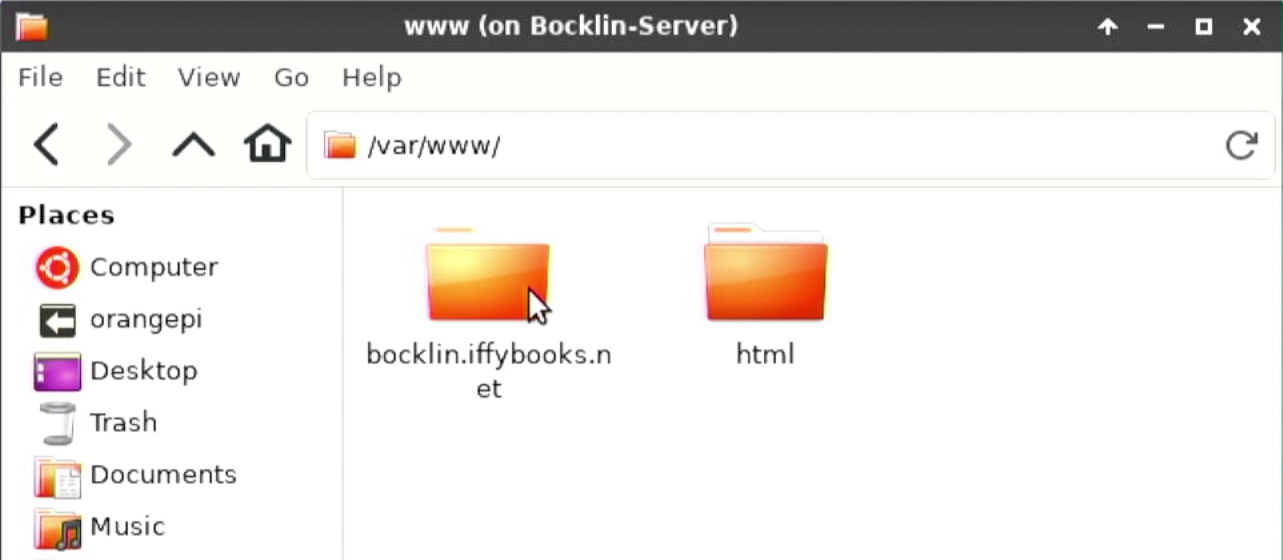 www (on Bocklin-Server)
File Edit View Go Help
/var/www/
Places
Computer
orangepi
Desktop
Trash
Documents
Music
bocklin.iffybooks.n
et
html